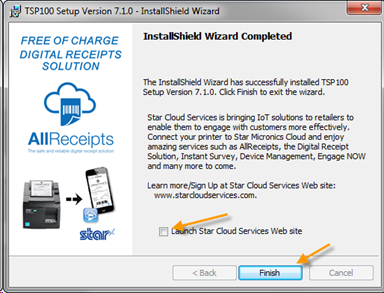 TSP100 Setup Version 7.1.0 - InstallShield Wizard
FREE OF CHARGE
DIGITAL RECEIPTS
SOLUTION
AllReceipts
The safe and reliable digital receipt solution
star
InstallShield Wizard Completed
The InstallShield Wizard has successfully installed TSP100
Setup Version 7.1.0. Click Finish to exit the wizard.
Star Cloud Services is bringing IoT solutions to retailers to
enable them to engage with customers more effectively.
Connect your printer to Star Micronics Cloud and enjoy
amazing services such as AllReceipts, the Digital Receipt
Solution, Instant Survey, Device Management, Engage NOW
and many more to come.
Learn more/Sign Up at Star Cloud Services Web site:
www.starcloudservices.com.
Launch Star Cloud Services Web site
< Back
Finish
Cancel